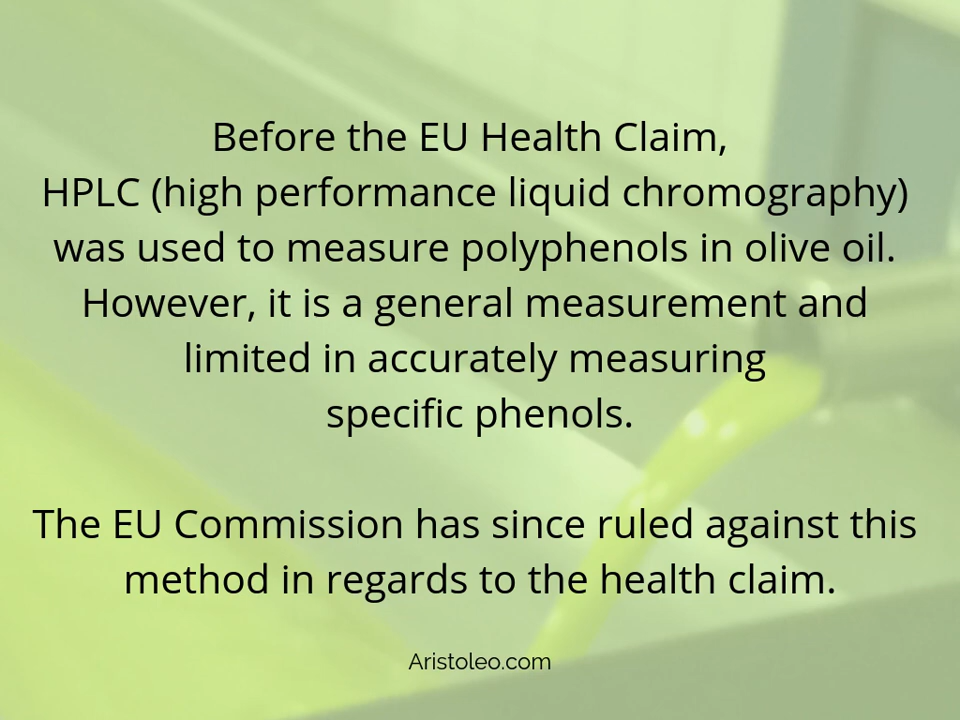 Before the EU Health Claim,
HPLC (high performance liquid chromography)
was used to measure polyphenols in olive oil.
However, it is a general measurement and
limited in accurately measuring
specific phenols.
The EU Commission has since ruled against this
method in regards to the health claim.
Aristoleo.com